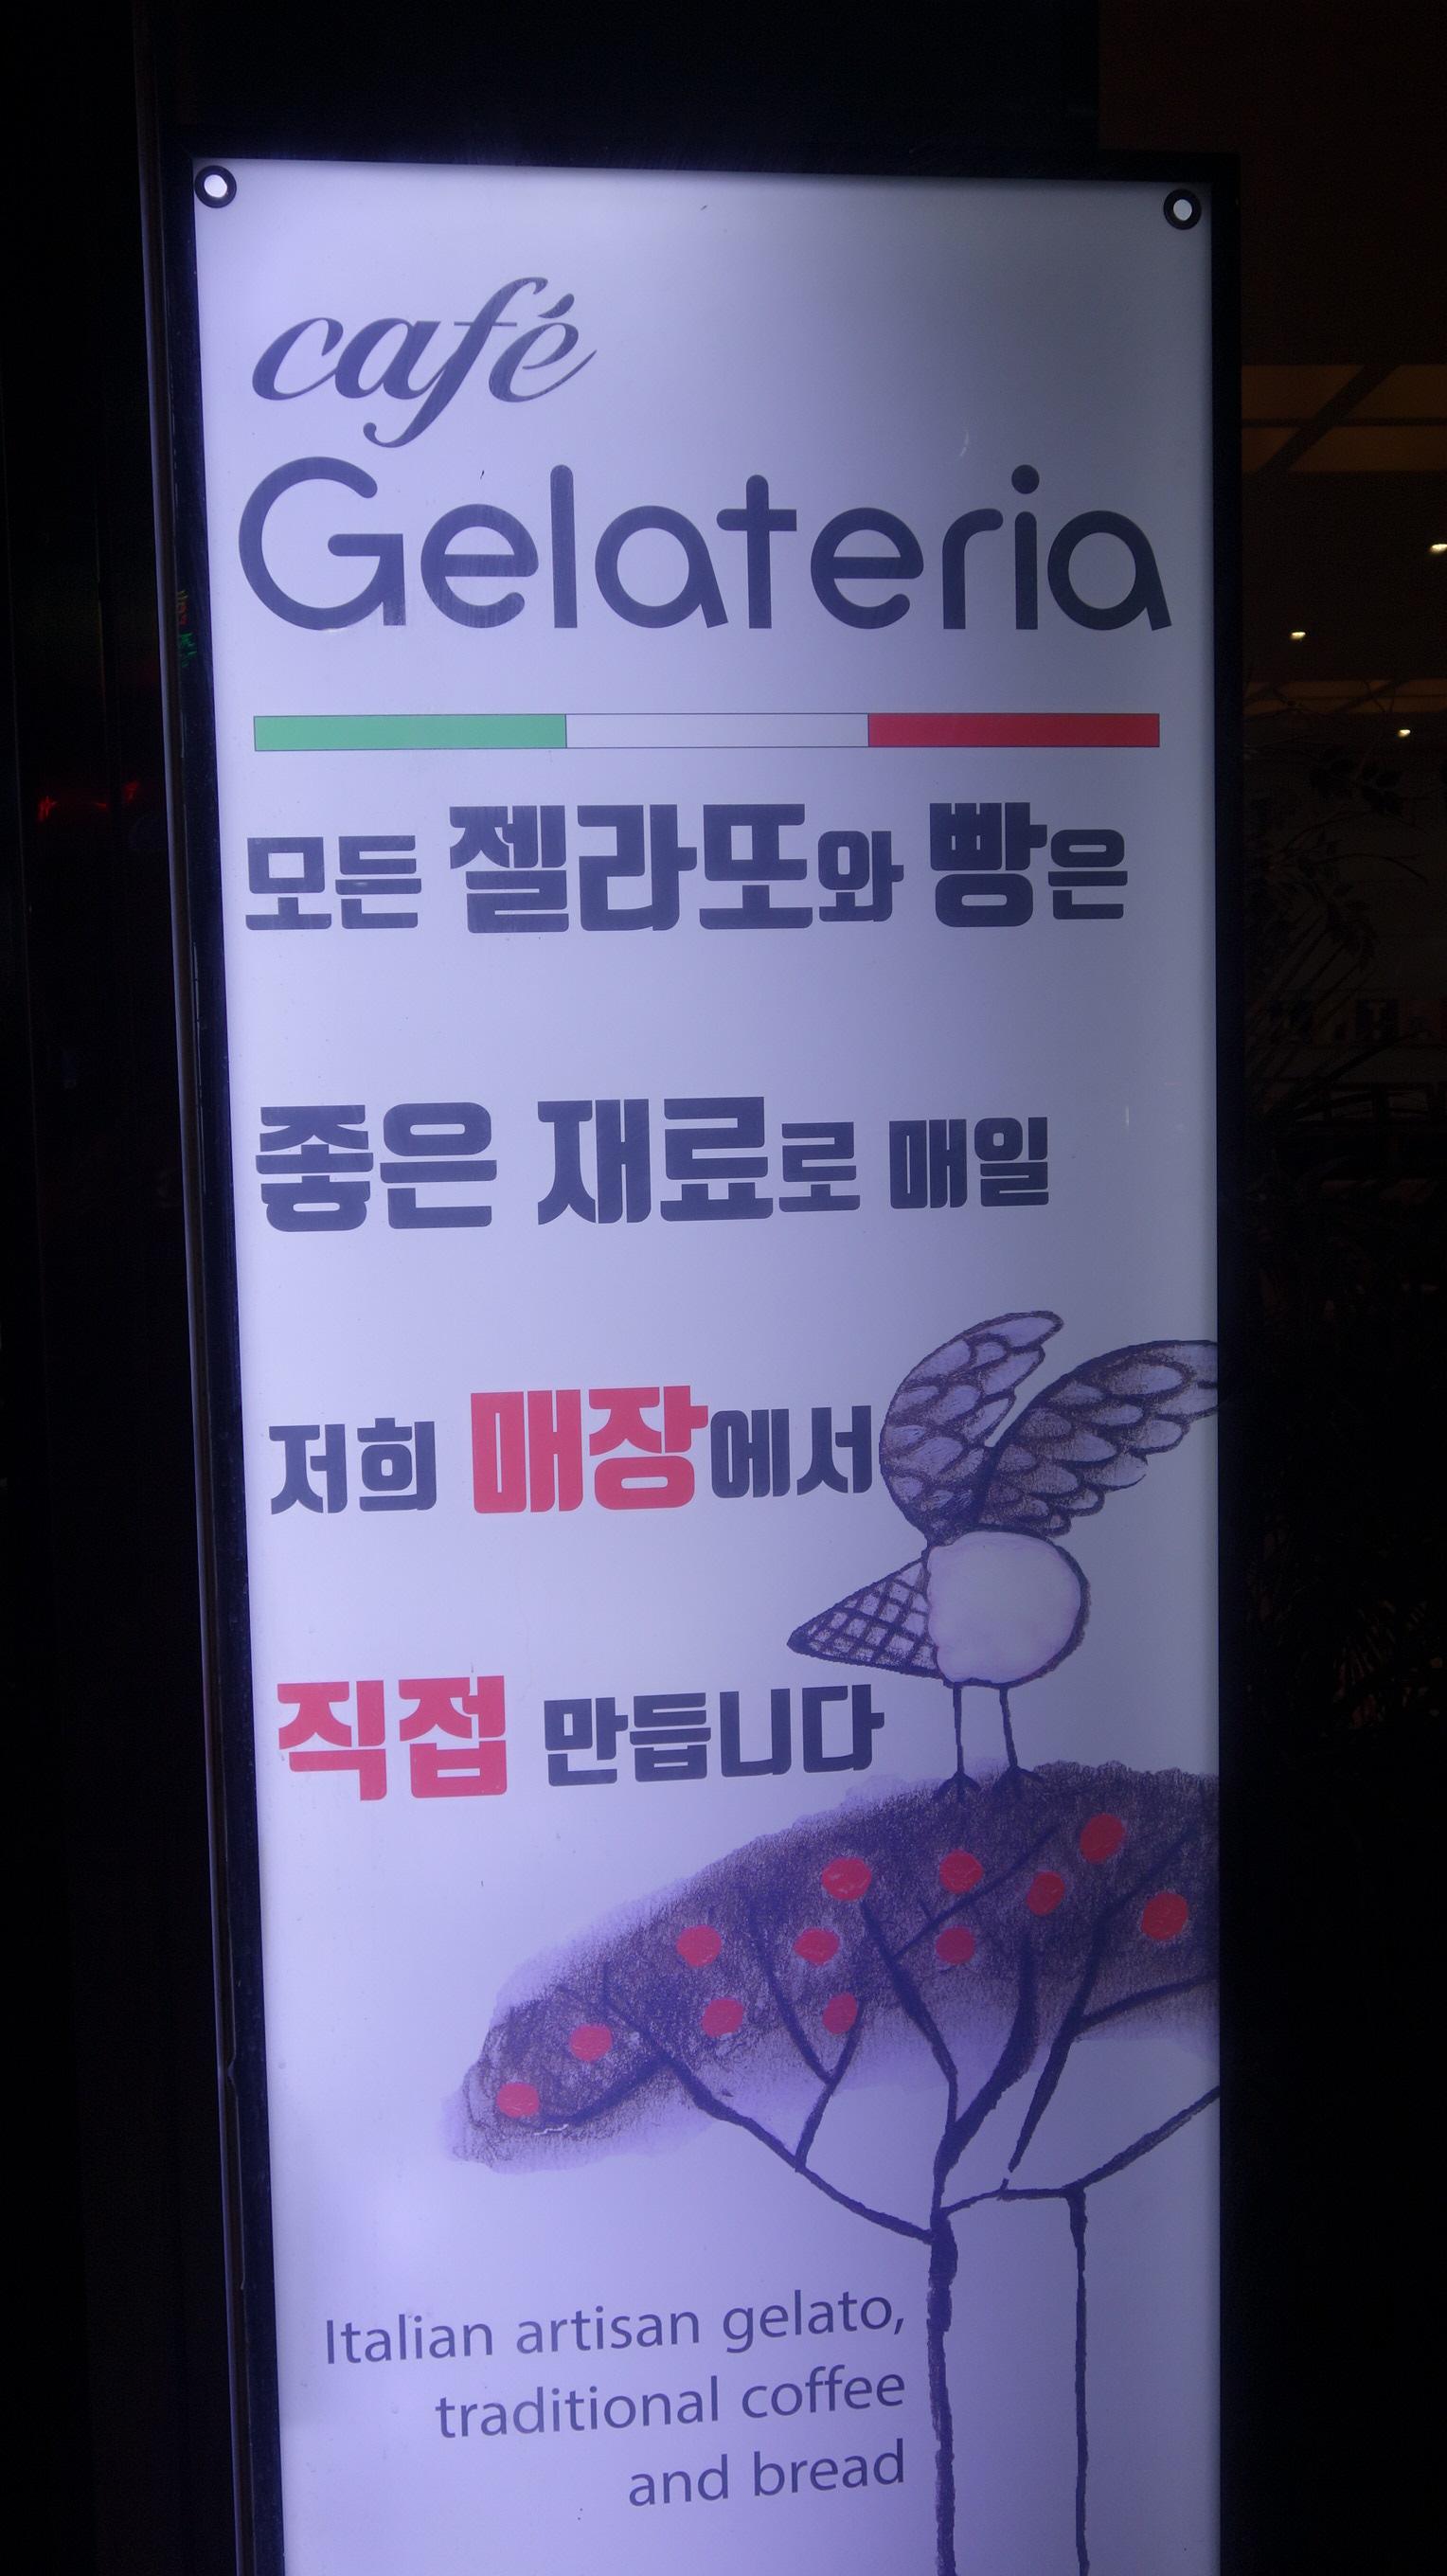 café
Gelateria
모든 젤라또와 빵은
좋은 재료로 매일
저희 매장에서
직접 만듭니다
Italian artisan gelato,
traditional coffee
and bread